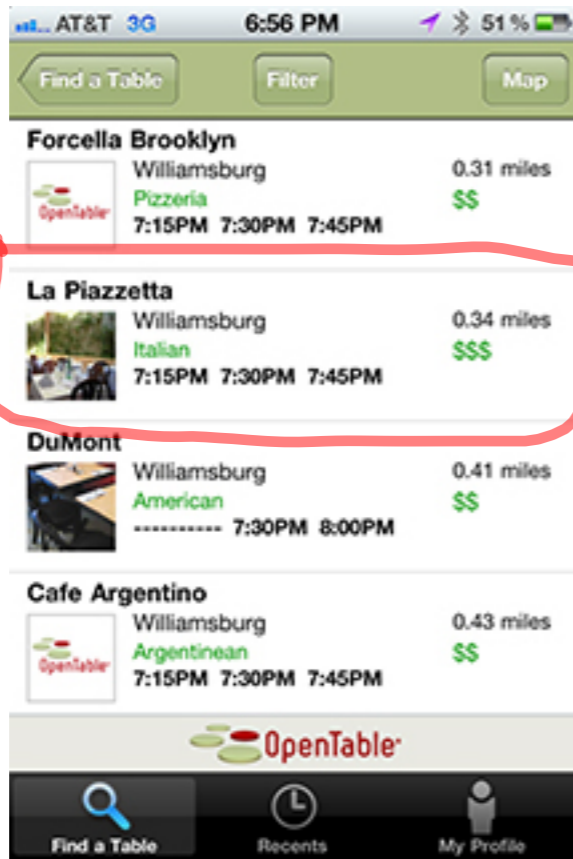 AT&T 3G 6:56 PM 51%
Find a Table Filter Map
Forcella Brooklyn
Williamsburg 0.31 miles
Pizzeria $$
7:15PM 7:30PM 7:45PM
OpenTable
La Piazzetta
Williamsburg 0.34 miles
Italian $$$
7:15PM 7:30PM 7:45PM
DuMont
Williamsburg 0.41 miles
American $$
---------- 7:30PM 8:00PM
Cafe Argentino
Williamsburg 0.43 miles
Argentinean $$
OpenTable
7:15PM 7:30PM 7:45PM
OpenTable
Find a Table Recents My Profile